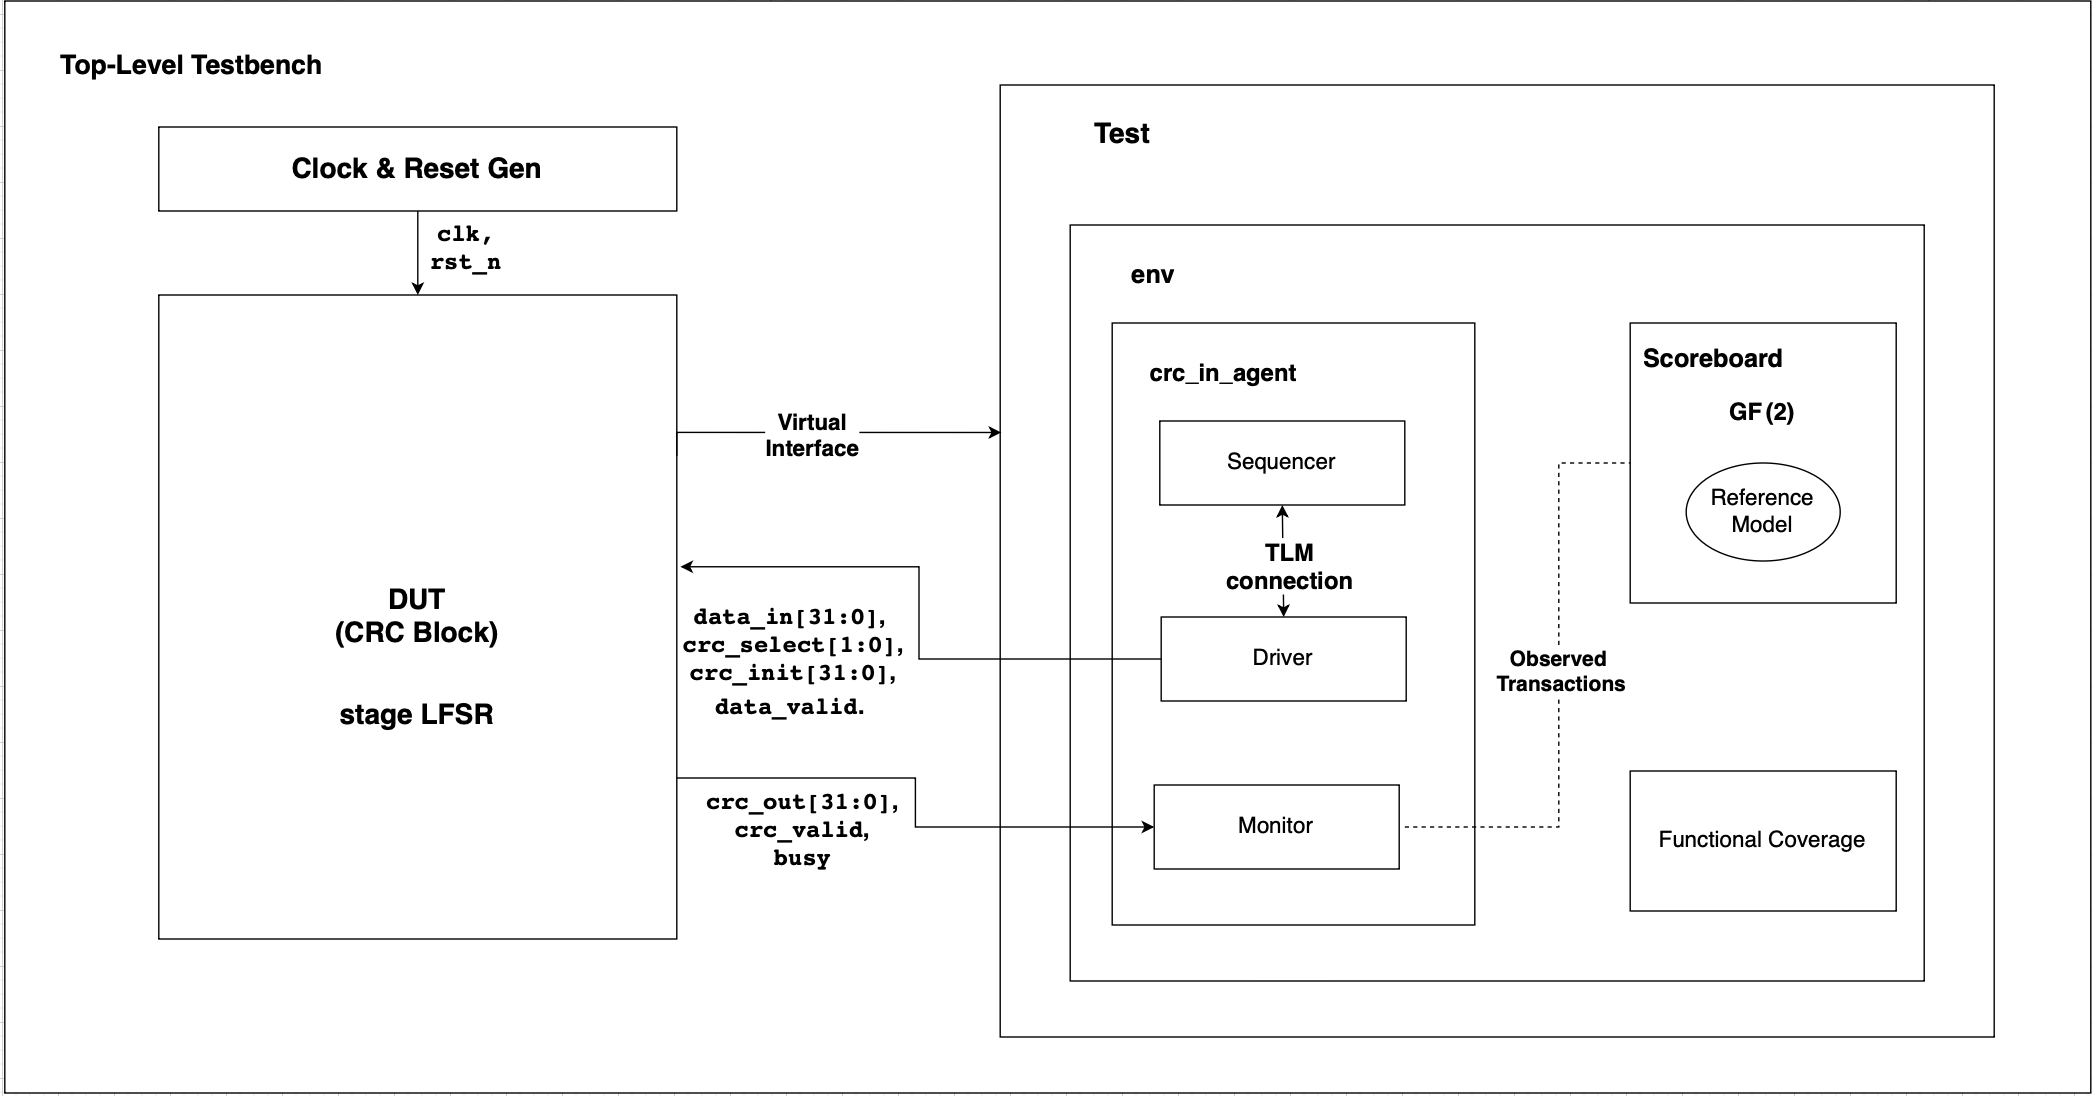 Top-Level Testbench
Clock & Reset Gen
clk,
rst_n
DUT
(CRC Block)
stage LFSR
Virtual
Interface
data_in[31:0],
crc_select[1:0],
crc_init[31:0],
data_valid.
crc_out[31:0],
crc_valid,
busy
Test
env
crc_in_agent
Sequencer
TLM
connection
Driver
Monitor
Observed
Transactions
Scoreboard
GF(2)
Reference
Model
Functional Coverage